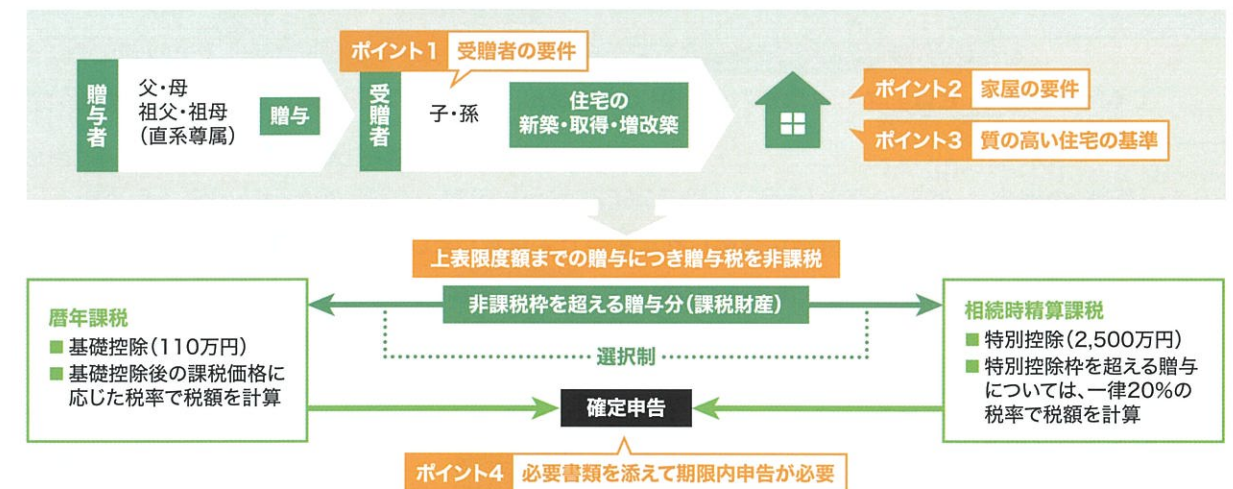 ポイント1 受贈者の要件
贈与者
父・母
祖父・祖母
(直系尊属)
贈与
受贈者
子・孫
住宅の
新築・取得・増改築
ポイント2 家屋の要件
ポイント3 質の高い住宅の基準
上表限度額までの贈与につき贈与税を非課税
非課税枠を超える贈与分(課税財産)
選択制
暦年課税
■ 基礎控除(110万円)
■ 基礎控除後の課税価格に
応じた税率で税額を計算
相続時精算課税
■ 特別控除(2,500万円)
■ 特別控除枠を超える贈与
については、一律20%の
税率で税額を計算
確定申告
ポイント4 必要書類を添えて期限内申告が必要